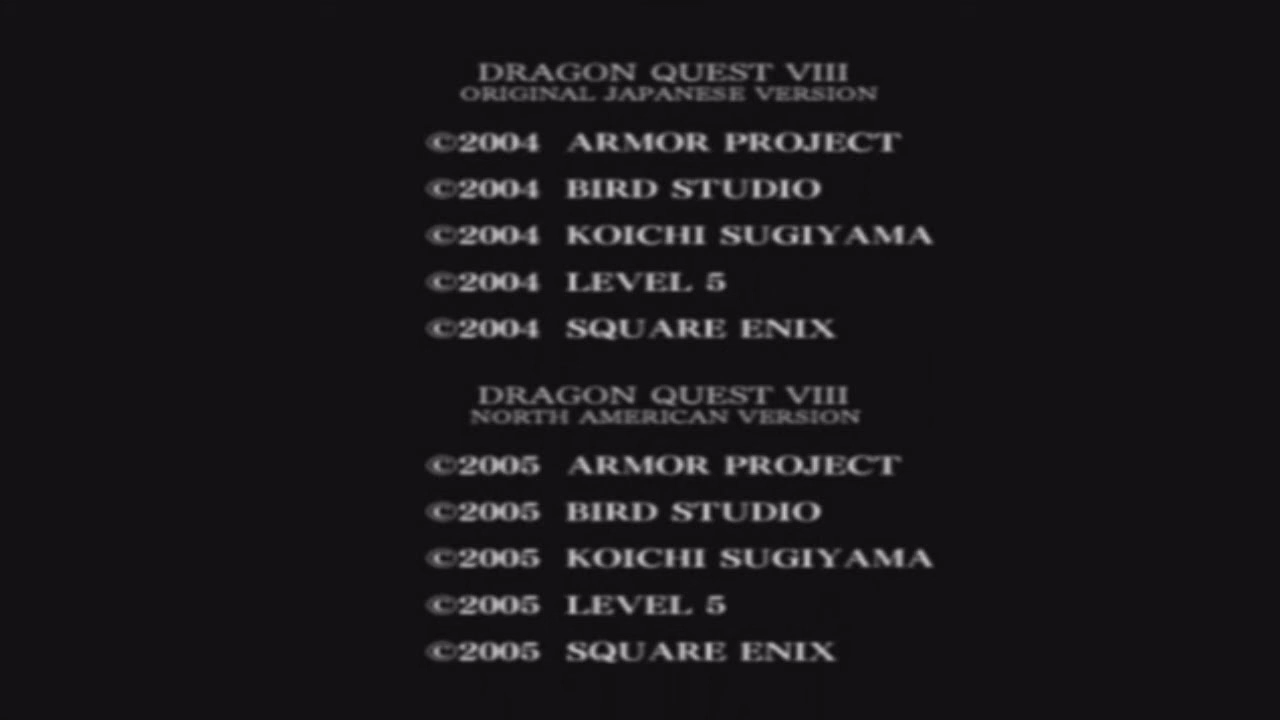 DRAGON QUEST VIII
ORIGINAL JAPANESE VERSION
©2004 ARMOR PROJECT
©2004 BIRD STUDIO
©2004 KOICHI SUGIYAMA
©2004 LEVEL 5
©2004 SQUARE ENIX
DRAGON QUEST VIII
NORTH AMERICAN VERSION
©2005 ARMOR PROJECT
©2005 BIRD STUDIO
©2005 KOICHI SUGIYAMA
©2005 LEVEL 5
©2005 SQUARE ENIX